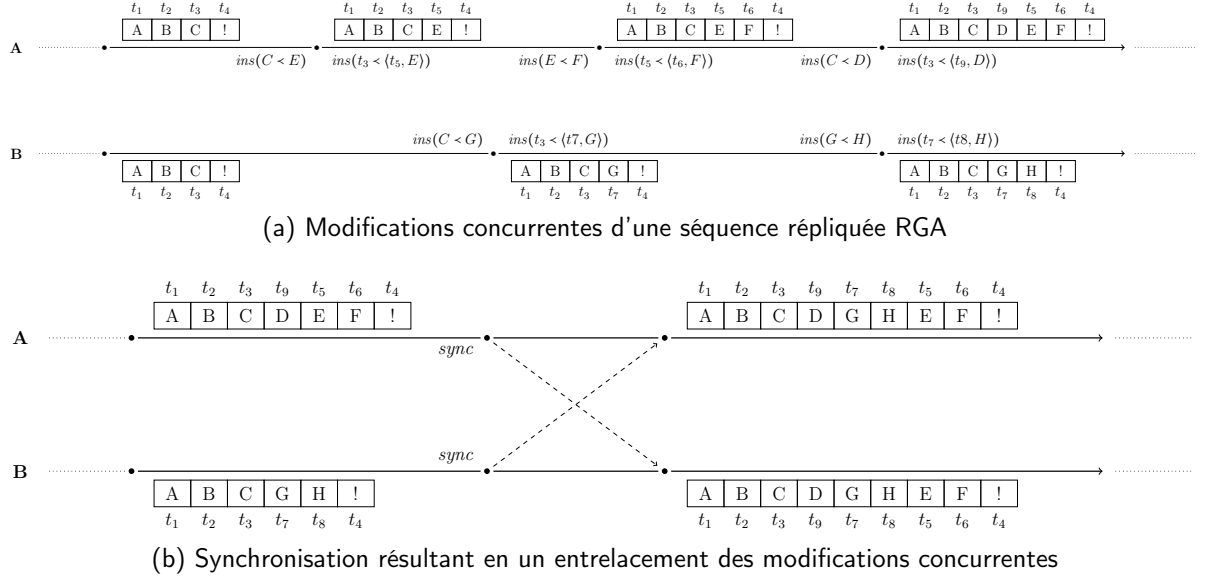 t₁ t₂ t₃ t₄ t₁ t₂ t₃ t₅ t₄ t₁ t₂ t₃ t₅ t₆ t₄ t₁ t₂ t₃ t₉ t₅ t₆ t₄
A B C ! A B C E ! A B C E F ! A B C D E F !
A
ins(C ≺ E) ins(t₃ ≺ ⟨t₅, E⟩) ins(E ≺ F) ins(t₅ ≺ ⟨t₆, F⟩) ins(C ≺ D) ins(t₃ ≺ ⟨t₉, D⟩)
ins(C ≺ G) ins(t₃ ≺ ⟨t7, G⟩) ins(G ≺ H) ins(t₇ ≺ ⟨t8, H⟩)
B
A B C ! A B C G ! A B C G H !
t₁ t₂ t₃ t₄ t₁ t₂ t₃ t₇ t₄ t₁ t₂ t₃ t₇ t₈ t₄
(a) Modifications concurrentes d'une séquence répliquée RGA
t₁ t₂ t₃ t₉ t₅ t₆ t₄ t₁ t₂ t₃ t₉ t₇ t₈ t₅ t₆ t₄
A B C D E F ! A B C D G H E F !
A
sync
sync
B
A B C G H ! A B C D G H E F !
t₁ t₂ t₃ t₇ t₈ t₄ t₁ t₂ t₃ t₉ t₇ t₈ t₅ t₆ t₄
(b) Synchronisation résultant en un entrelacement des modifications concurrentes